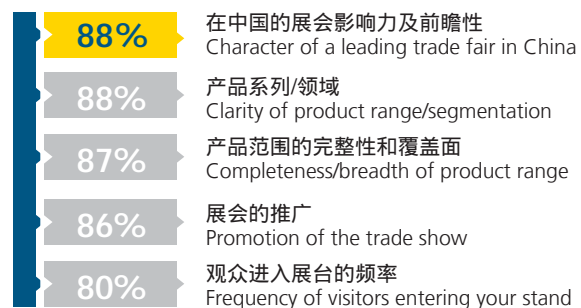 88%
在中国的展会影响力及前瞻性
Character of a leading trade fair in China
88%
产品系列/领域
Clarity of product range/segmentation
87%
产品范围的完整性和覆盖面
Completeness/breadth of product range
86%
展会的推广
Promotion of the trade show
80%
观众进入展台的频率
Frequency of visitors entering your stand